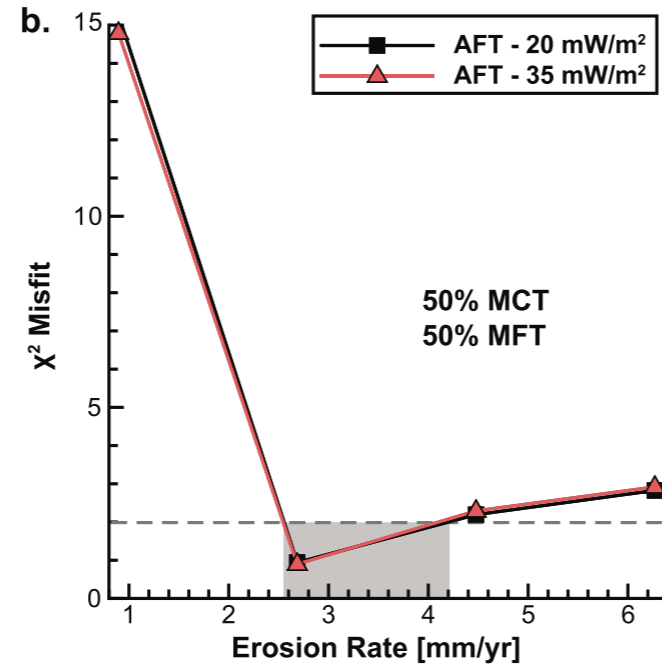 b.
AFT - 20 mW/m²
AFT - 35 mW/m²
15
10
5
0
χ² Misfit
50% MCT
50% MFT
1 2 3 4 5 6
Erosion Rate [mm/yr]